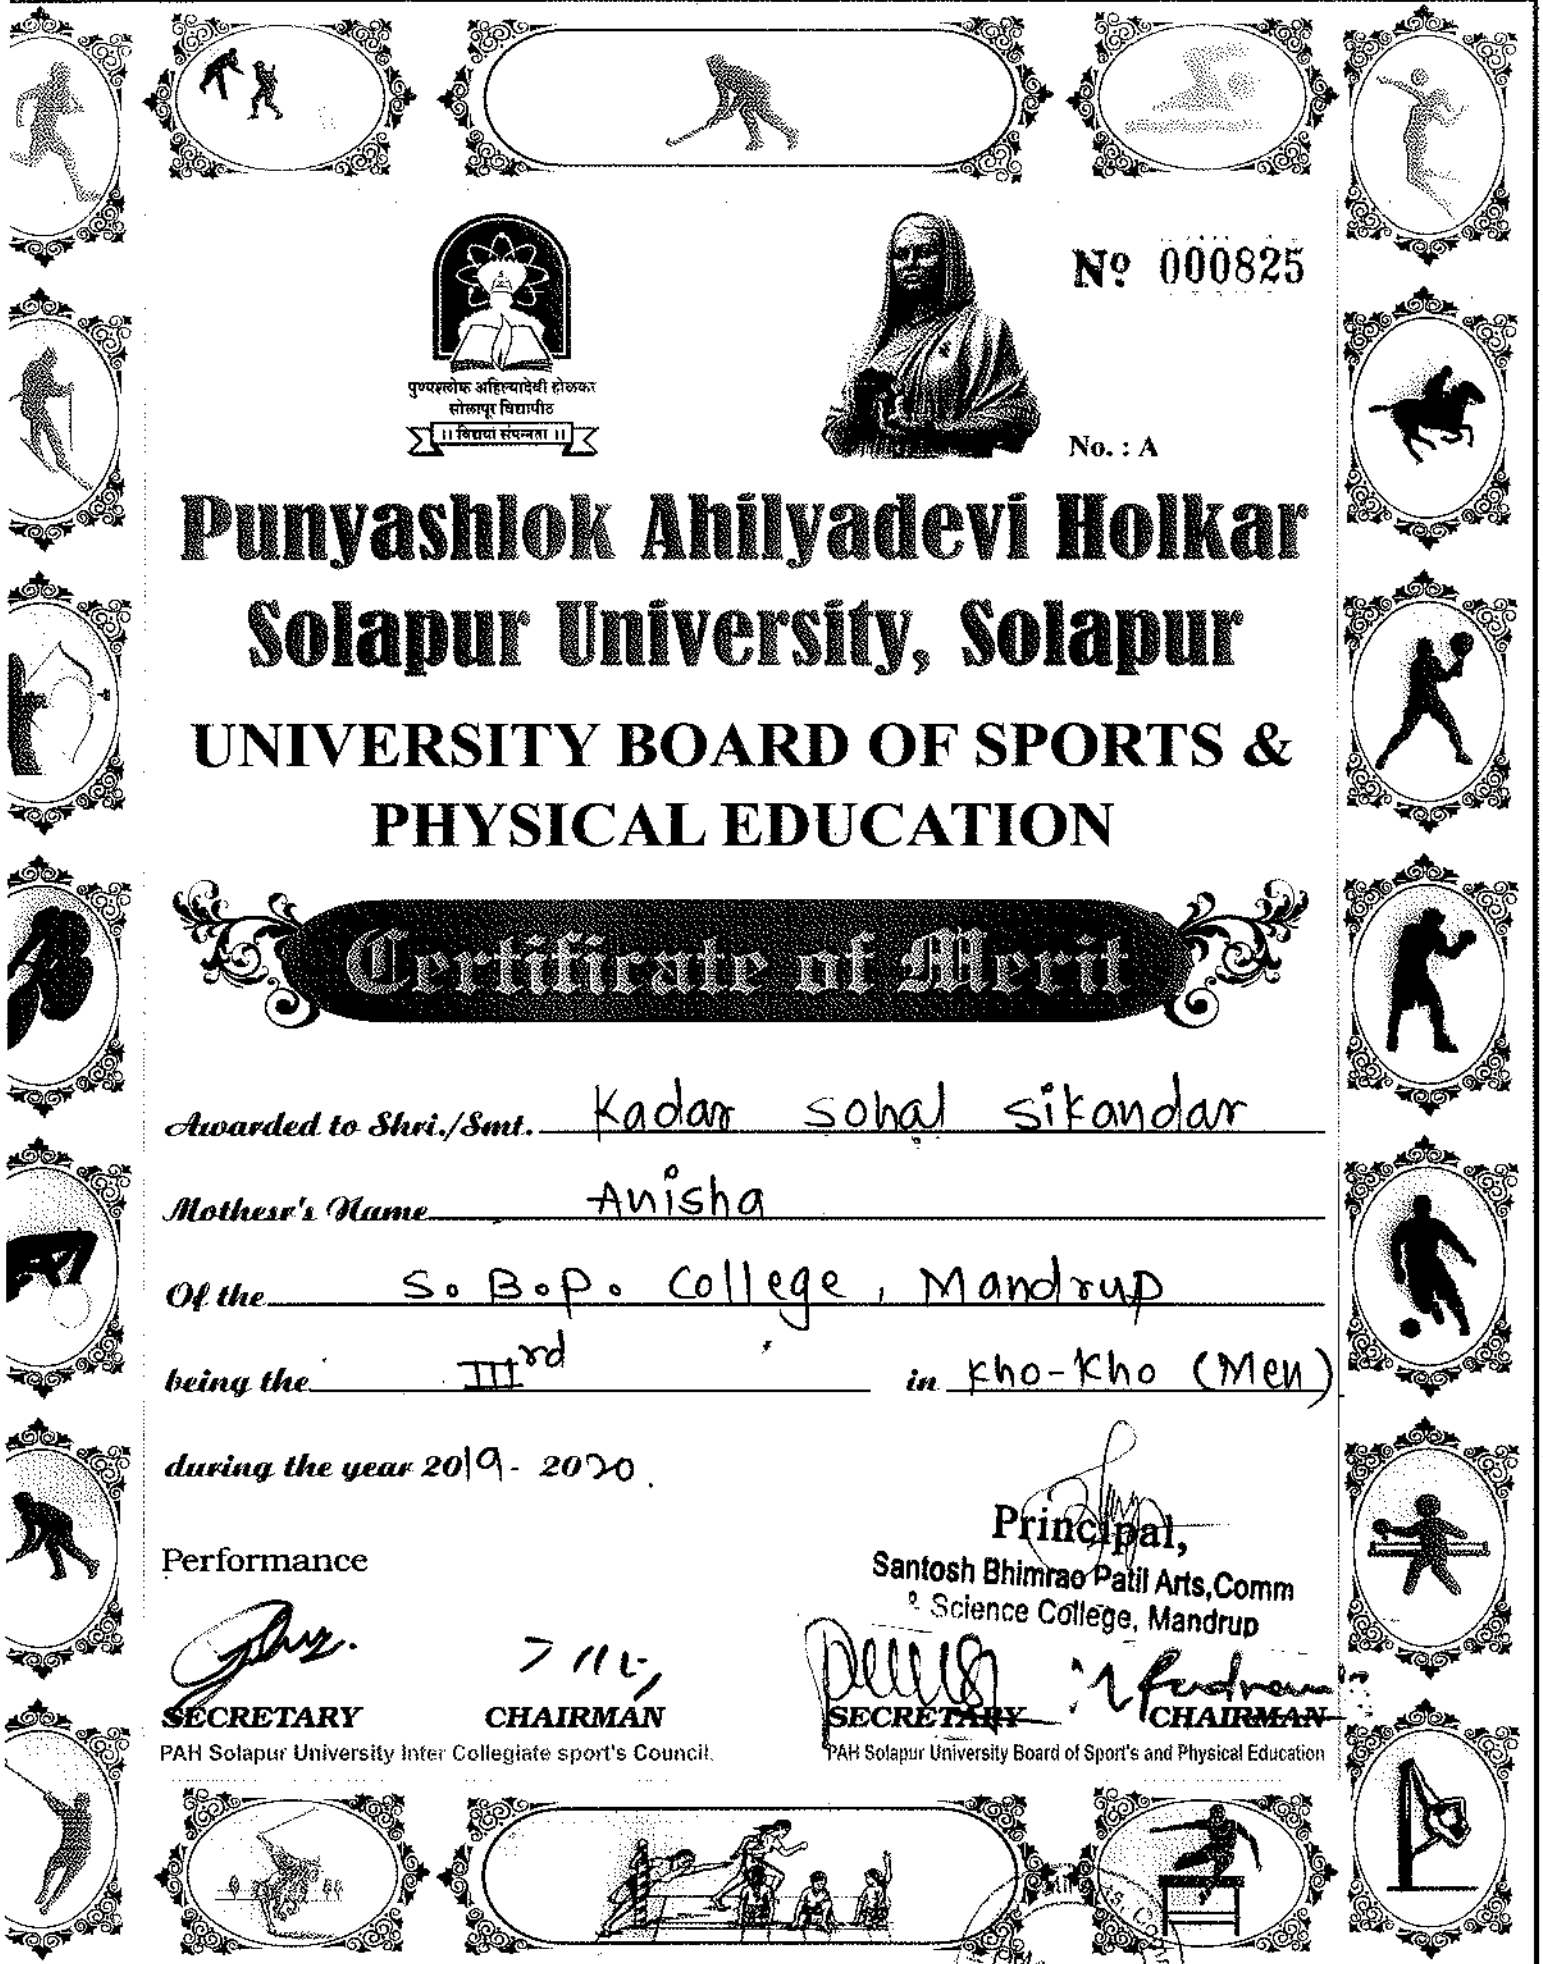 पुण्यश्लोक अहिल्यादेवी होळकर
सोलापूर विद्यापीठ
।। विद्यया संपन्नता ।।
Nº 000825
No. : A
Punyashlok Ahilyadevi Holkar
Solapur University, Solapur
UNIVERSITY BOARD OF SPORTS &
PHYSICAL EDUCATION
Certificate of Merit
Awarded to Shri./Smt. Kadar Sohal Sikandar
Mothesr's Name Anisha
Of the S. B. P. College, Mandrup
being the IIIrd in Kho-Kho (Men)
during the year 2019 - 2020.
Principal,
Santosh Bhimrao Patil Arts,Comm
& Science College, Mandrup
Performance
SECRETARY CHAIRMAN SECRETARY CHAIRMAN
PAH Solapur University Inter Collegiate sport's Council. PAH Solapur University Board of Sport's and Physical Education